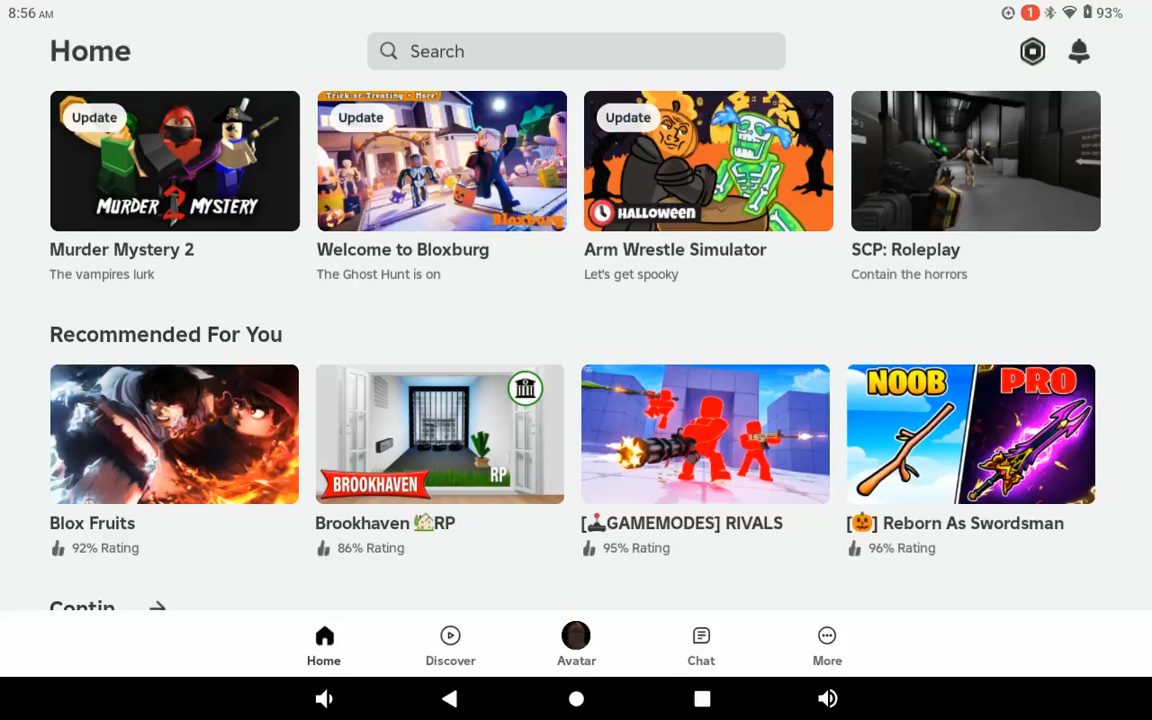 8:56 AM
1
93%
Home
Search
Update
MURDER 2 MYSTERY
Trick-or-Treating + More!
Update
Bloxburg
Update
HALLOWEEN
Murder Mystery 2
The vampires lurk
Welcome to Bloxburg
The Ghost Hunt is on
Arm Wrestle Simulator
Let's get spooky
SCP: Roleplay
Contain the horrors
Recommended For You
BROOKHAVEN RP
NOOB
PRO
Blox Fruits
92% Rating
Brookhaven 🏡RP
86% Rating
[🕹️GAMEMODES] RIVALS
95% Rating
[🎃] Reborn As Swordsman
96% Rating
Contin
Home
Discover
Avatar
Chat
More